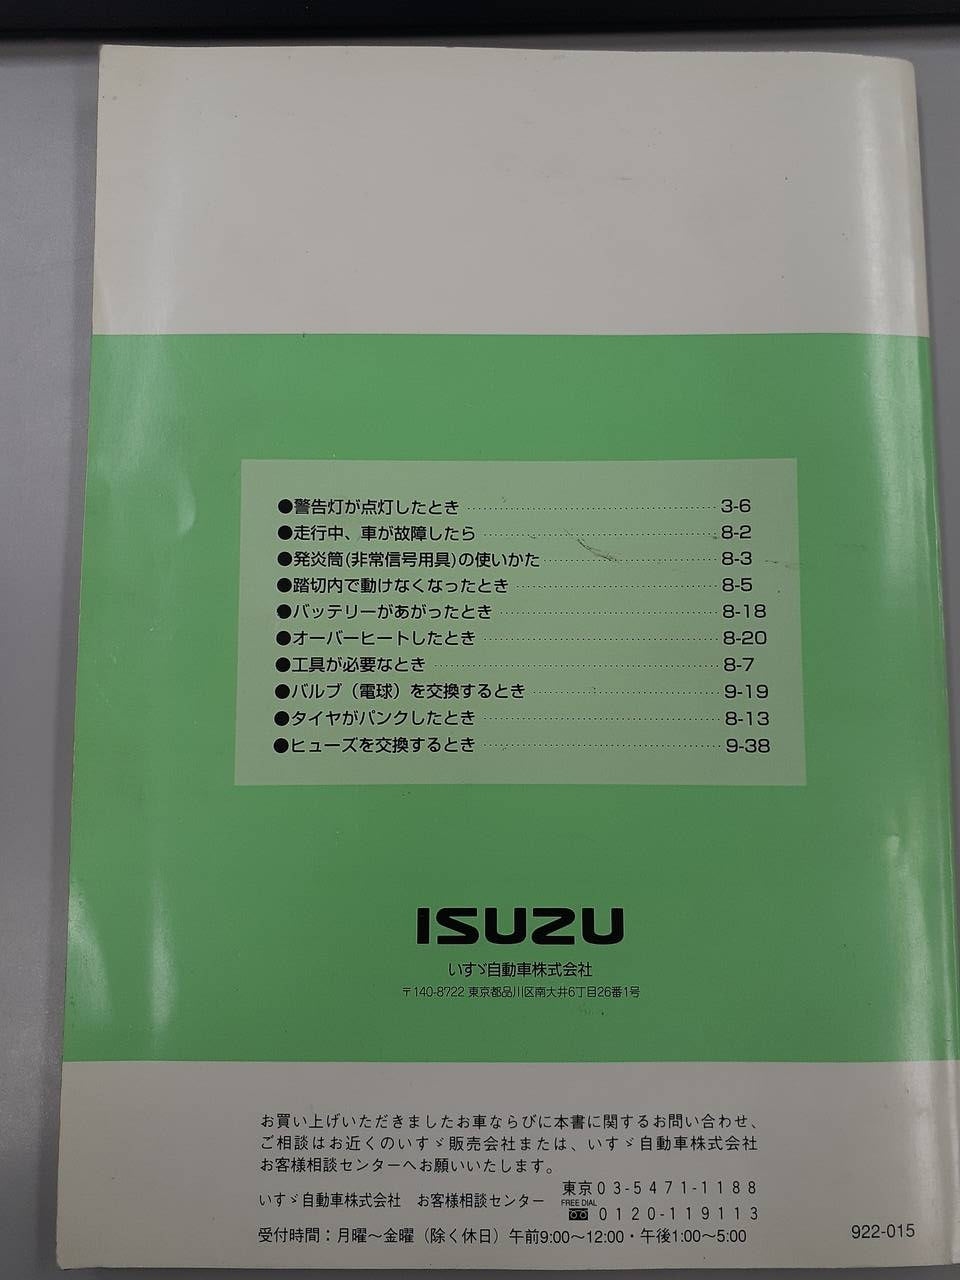 ●警告灯が点灯したとき ………… 3-6
●走行中、車が故障したら ………… 8-2
●発炎筒(非常信号用具)の使いかた ………… 8-3
●踏切内で動けなくなったとき ………… 8-5
●バッテリーがあがったとき ………… 8-18
●オーバーヒートしたとき ………… 8-20
●工具が必要なとき ………… 8-7
●バルブ（電球）を交換するとき ………… 9-19
●タイヤがパンクしたとき ………… 8-13
●ヒューズを交換するとき ………… 9-38
ISUZU
いすゞ自動車株式会社
〒140-8722 東京都品川区南大井6丁目26番1号
お買い上げいただきましたお車ならびに本書に関するお問い合わせ、
ご相談はお近くのいすゞ販売会社または、いすゞ自動車株式会社
お客様相談センターへお願いいたします。
いすゞ自動車株式会社　お客様相談センター　東京03-5471-1188
FREE DIAL
0120-119113
受付時間：月曜〜金曜（除く休日）午前9:00〜12:00・午後1:00〜5:00
922-015